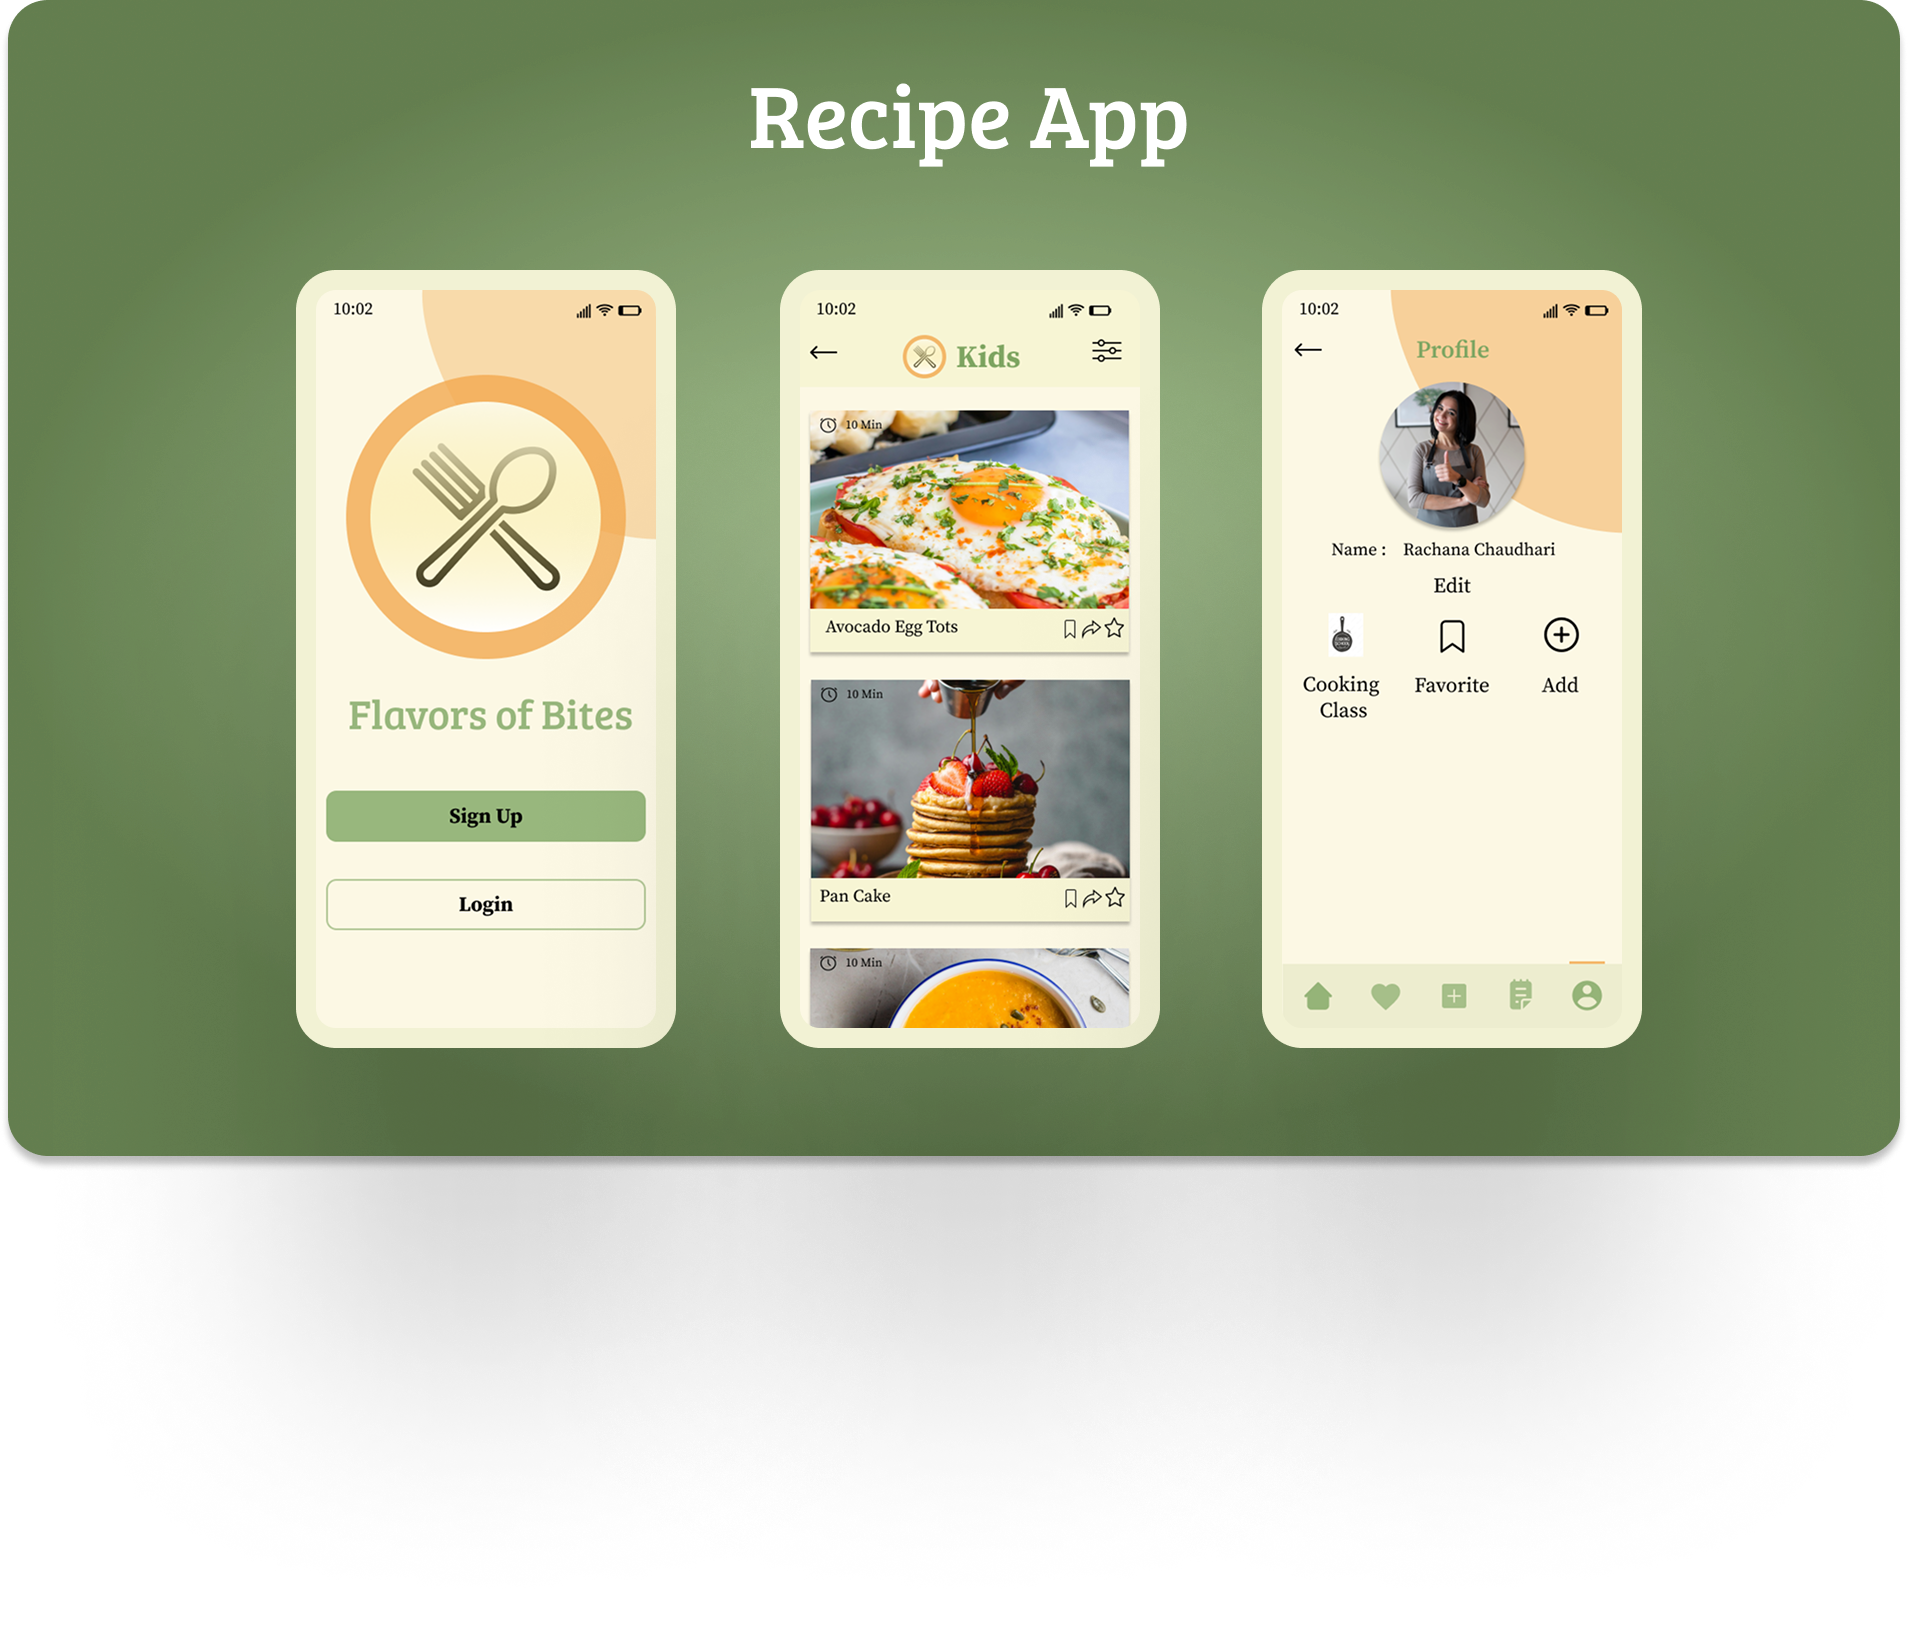 Recipe App
10:02
Flavors of Bites
Sign Up
Login
10:02
Kids
10 Min
Avocado Egg Tots
10 Min
Pan Cake
10 Min
10:02
Profile
Name : Rachana Chaudhari
Edit
Cooking
Class
Favorite
Add